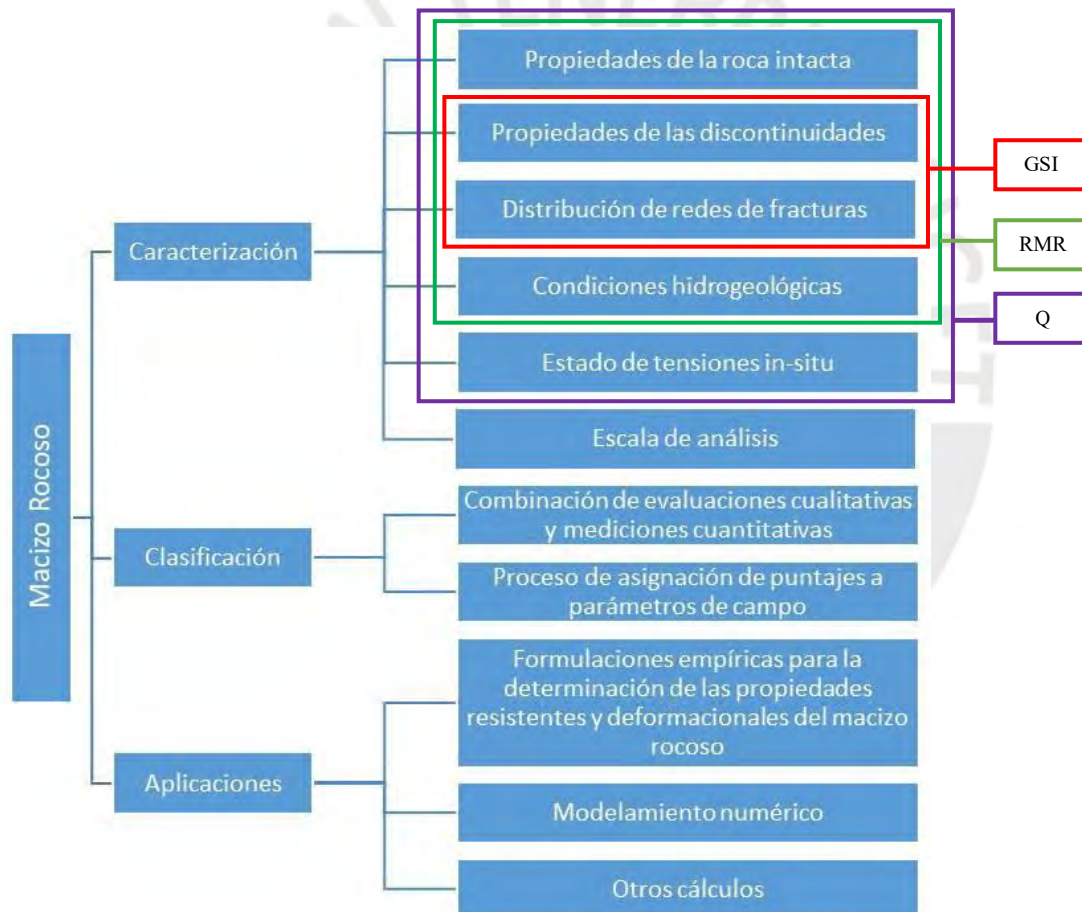 Macizo Rocoso
Caracterización
Propiedades de la roca intacta
Propiedades de las discontinuidades
Distribución de redes de fracturas
Condiciones hidrogeológicas
Estado de tensiones in-situ
Escala de análisis
GSI
RMR
Q
Clasificación
Combinación de evaluaciones cualitativas
y mediciones cuantitativas
Proceso de asignación de puntajes a
parámetros de campo
Aplicaciones
Formulaciones empíricas para la
determinación de las propiedades
resistentes y deformacionales del macizo
rocoso
Modelamiento numérico
Otros cálculos